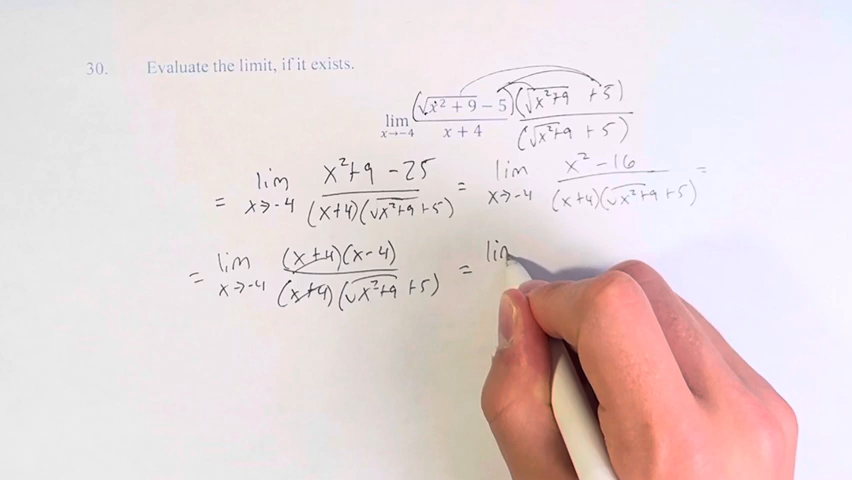 30. Evaluate the limit, if it exists.
lim x→-4 (√x²+9 - 5)(√x²+9 + 5) / x + 4 (√x²+9 + 5)
= lim x→-4 x²+9-25 / (x+4)(√x²+9+5) = lim x→-4 x²-16 / (x+4)(√x²+9+5) =
= lim x→-4 (x+4)(x-4) / (x+4)(√x²+9+5) = lim